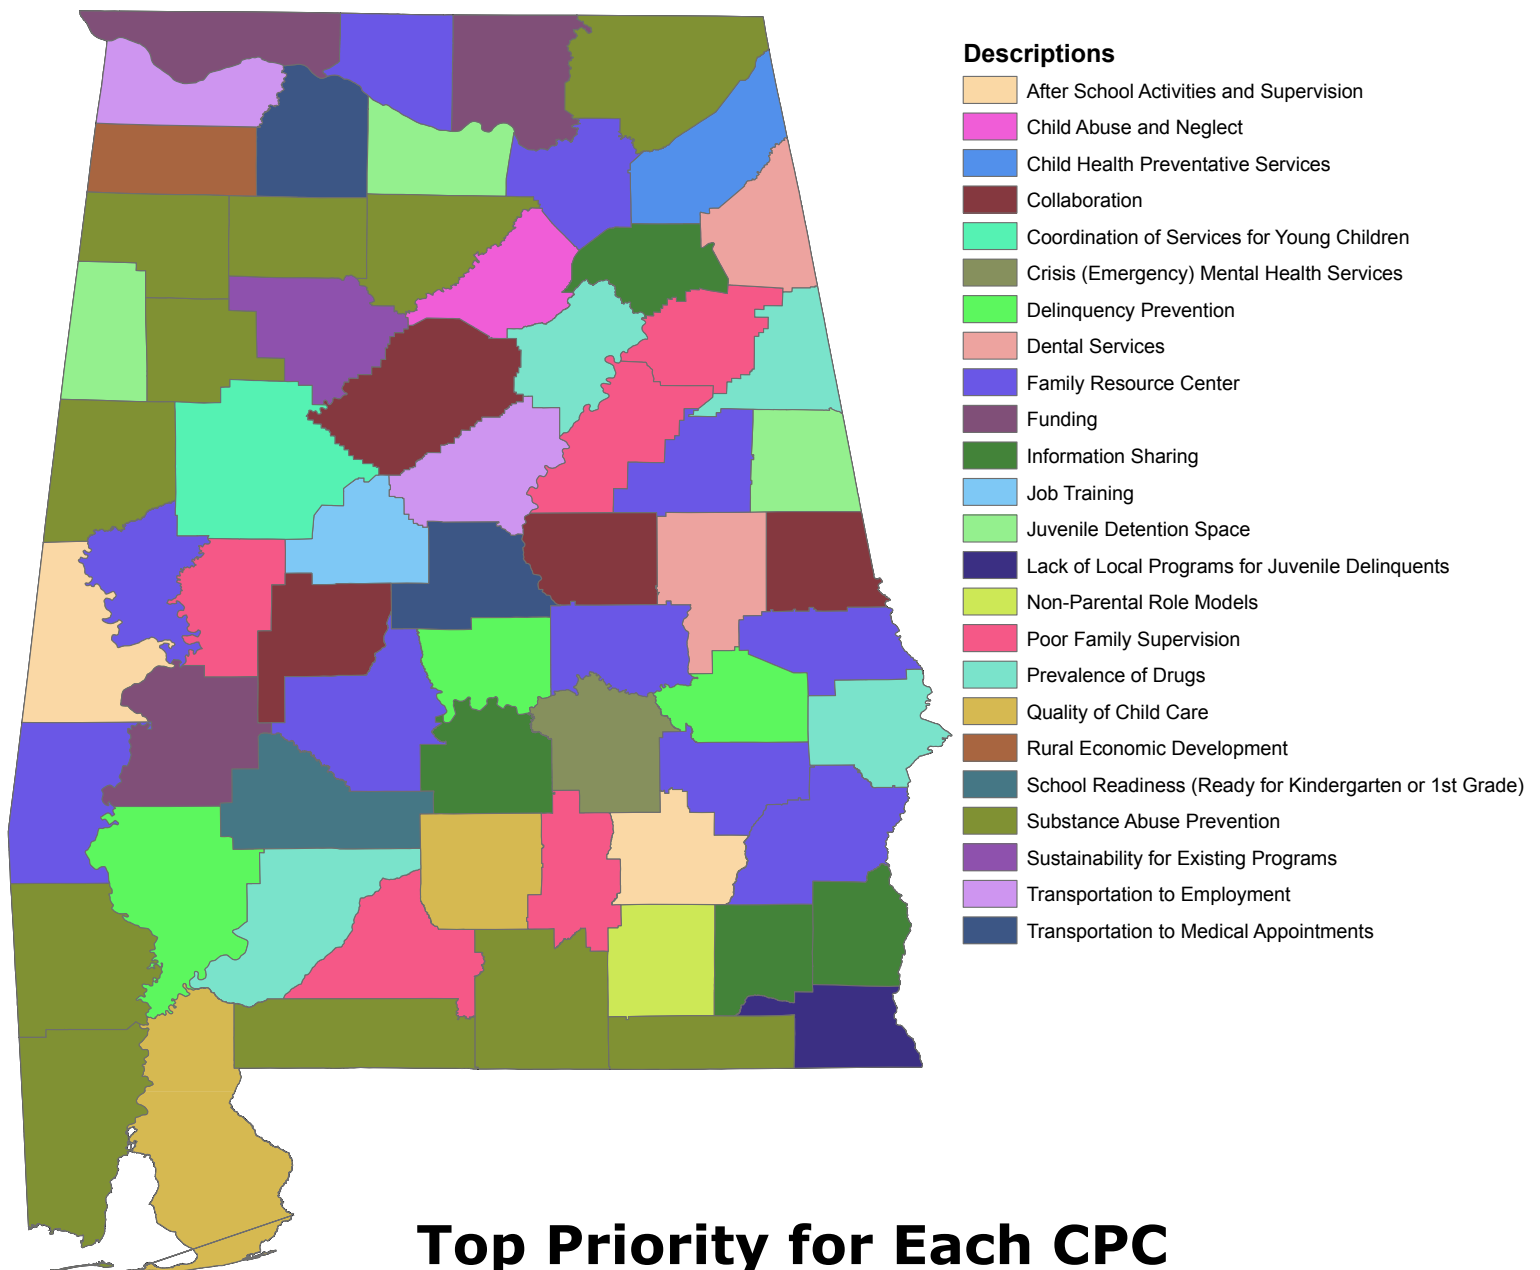 Descriptions
After School Activities and Supervision
Child Abuse and Neglect
Child Health Preventative Services
Collaboration
Coordination of Services for Young Children
Crisis (Emergency) Mental Health Services
Delinquency Prevention
Dental Services
Family Resource Center
Funding
Information Sharing
Job Training
Juvenile Detention Space
Lack of Local Programs for Juvenile Delinquents
Non-Parental Role Models
Poor Family Supervision
Prevalence of Drugs
Quality of Child Care
Rural Economic Development
School Readiness (Ready for Kindergarten or 1st Grade)
Substance Abuse Prevention
Sustainability for Existing Programs
Transportation to Employment
Transportation to Medical Appointments
Top Priority for Each CPC